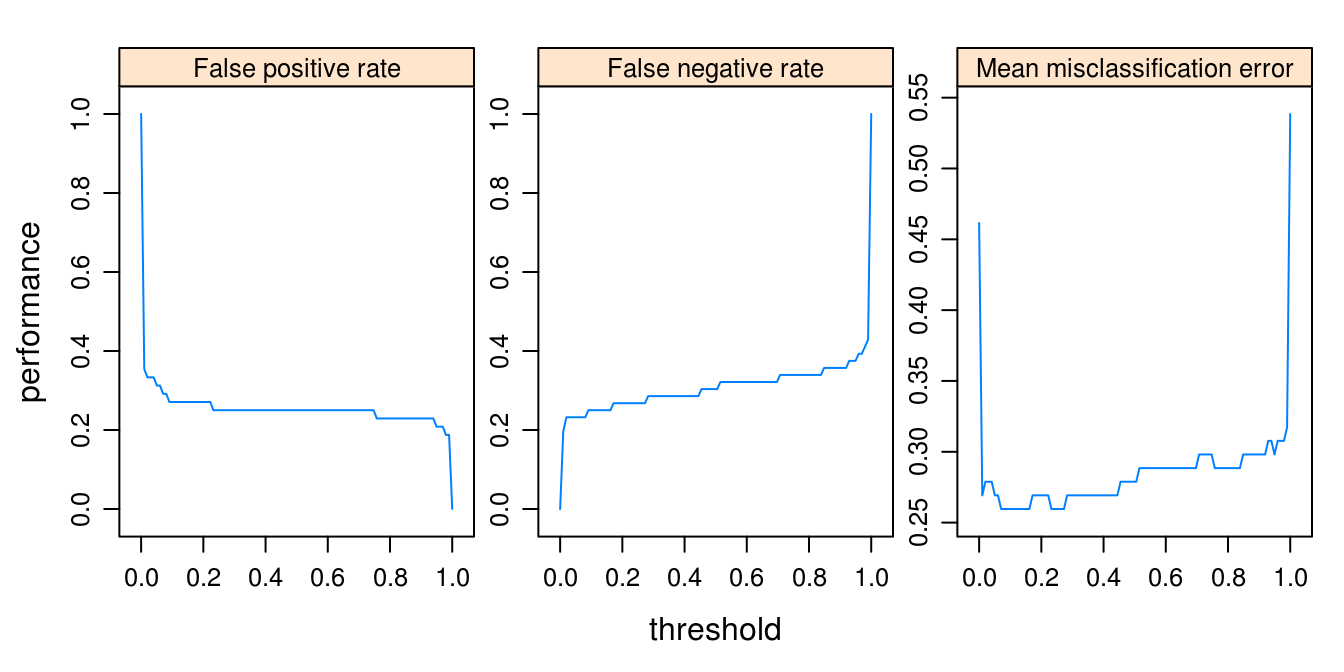 False positive rate
False negative rate
Mean misclassification error
performance
1.0
0.8
0.6
0.4
0.2
0.0
0.0 0.2 0.4 0.6 0.8 1.0
1.0
0.8
0.6
0.4
0.2
0.0
0.0 0.2 0.4 0.6 0.8 1.0
0.55
0.50
0.45
0.40
0.35
0.30
0.25
0.0 0.2 0.4 0.6 0.8 1.0
threshold